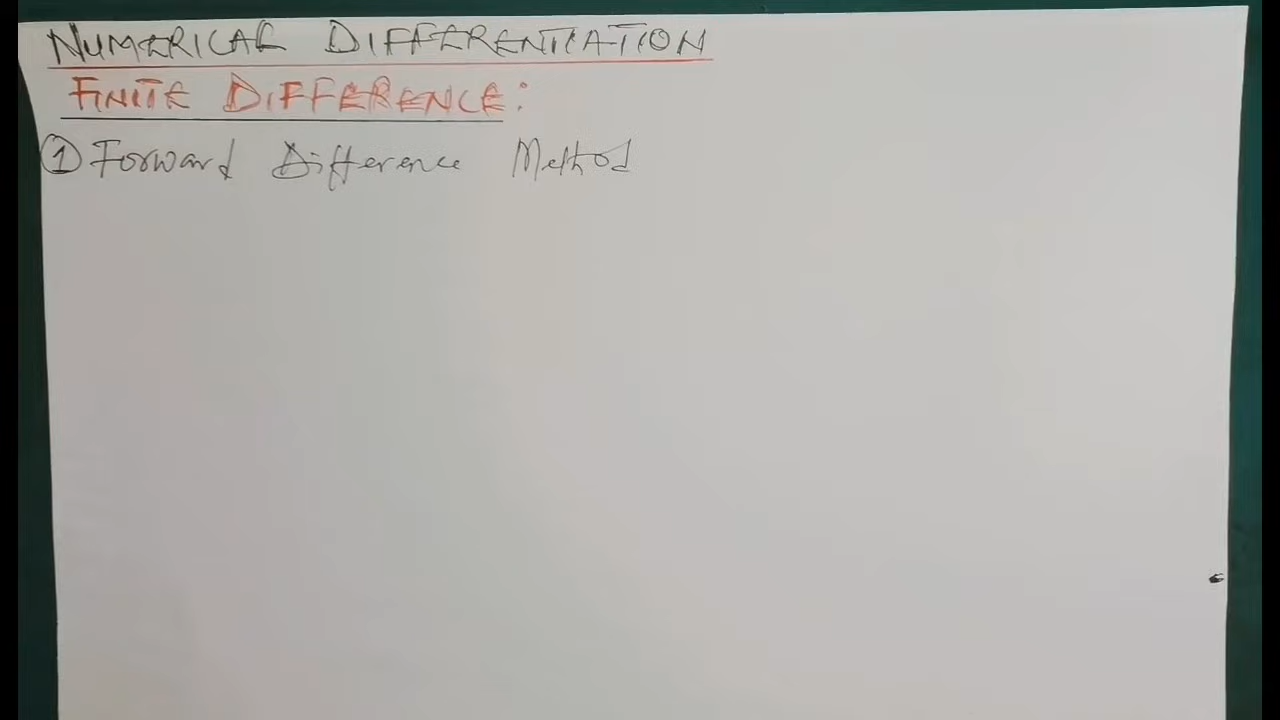 NUMERICAL DIFFERENTIATION
FINITE DIFFERENCE:
① Forward Difference Method